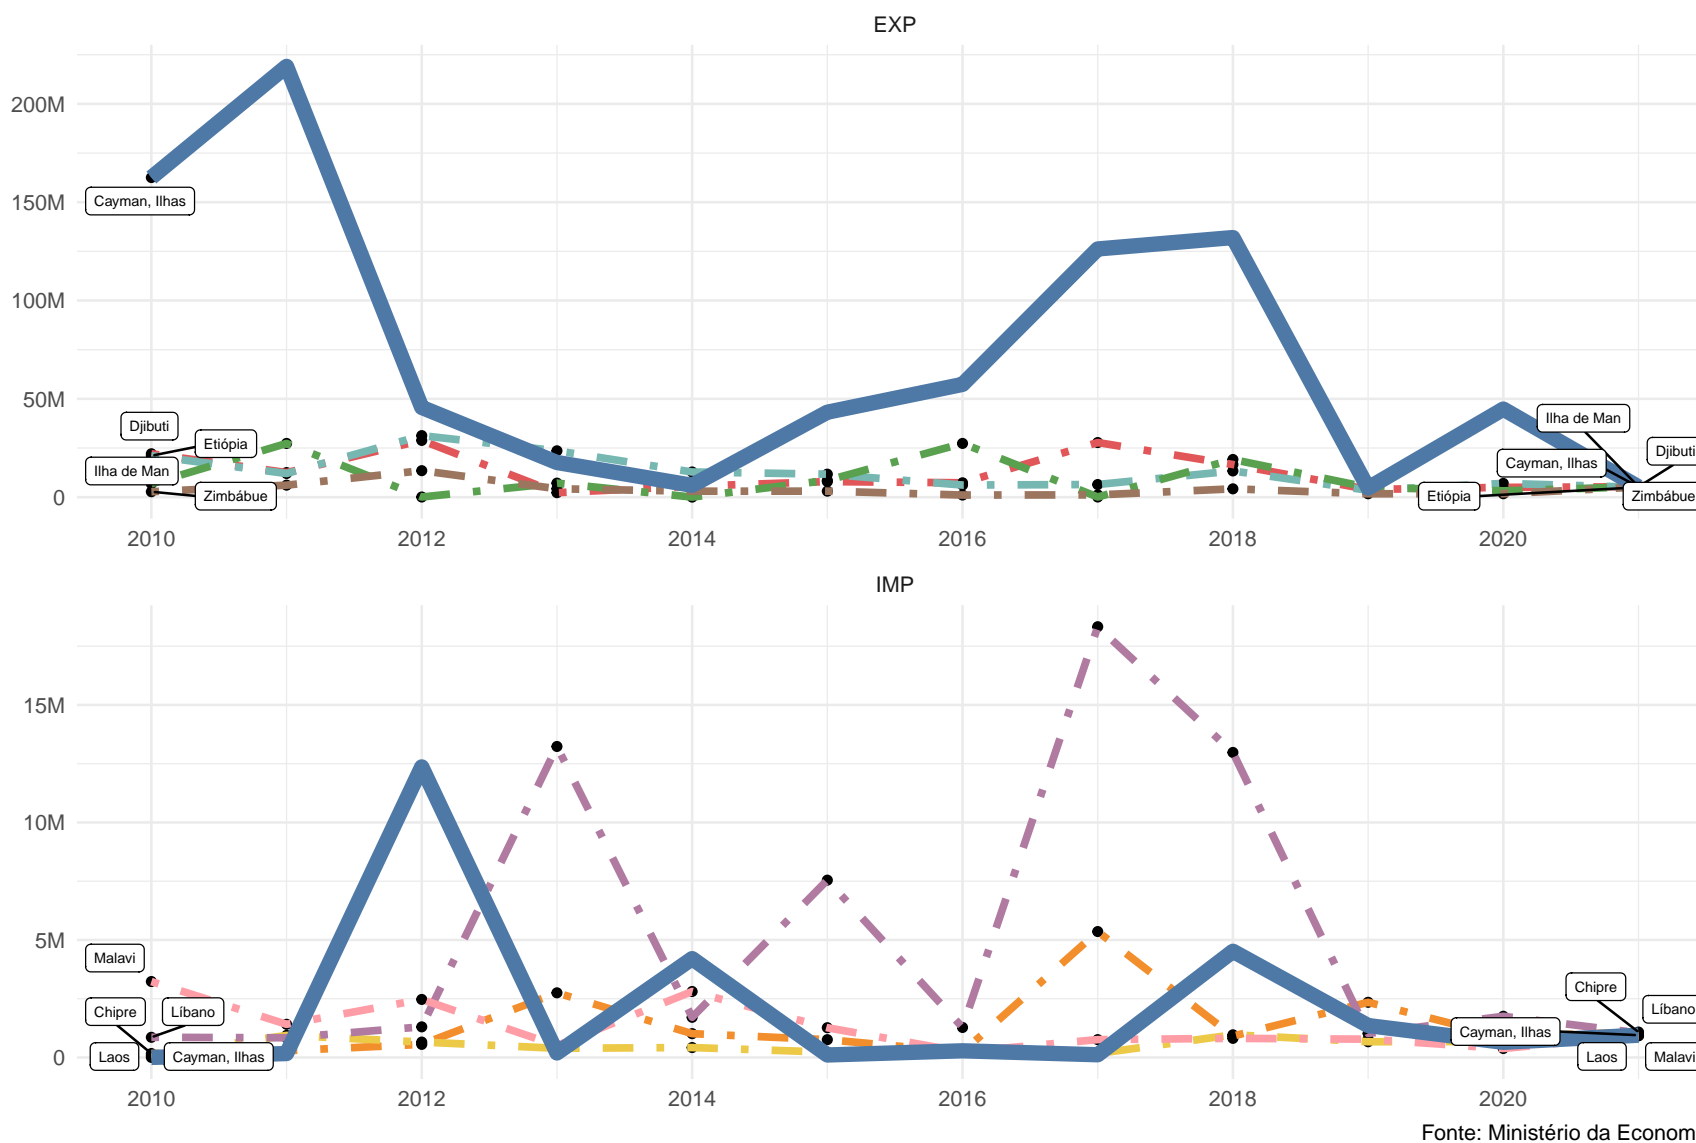 EXP
200M
150M
100M
50M
0
Cayman, Ilhas
Djibuti
Etiópia
Ilha de Man
Zimbábue
Ilha de Man
Djibuti
Cayman, Ilhas
Etiópia
Zimbábue
2010 2012 2014 2016 2018 2020
IMP
15M
10M
5M
0
Malavi
Chipre
Líbano
Laos
Cayman, Ilhas
Chipre
Líbano
Cayman, Ilhas
Laos
Malavi
2010 2012 2014 2016 2018 2020
Fonte: Ministério da Econom